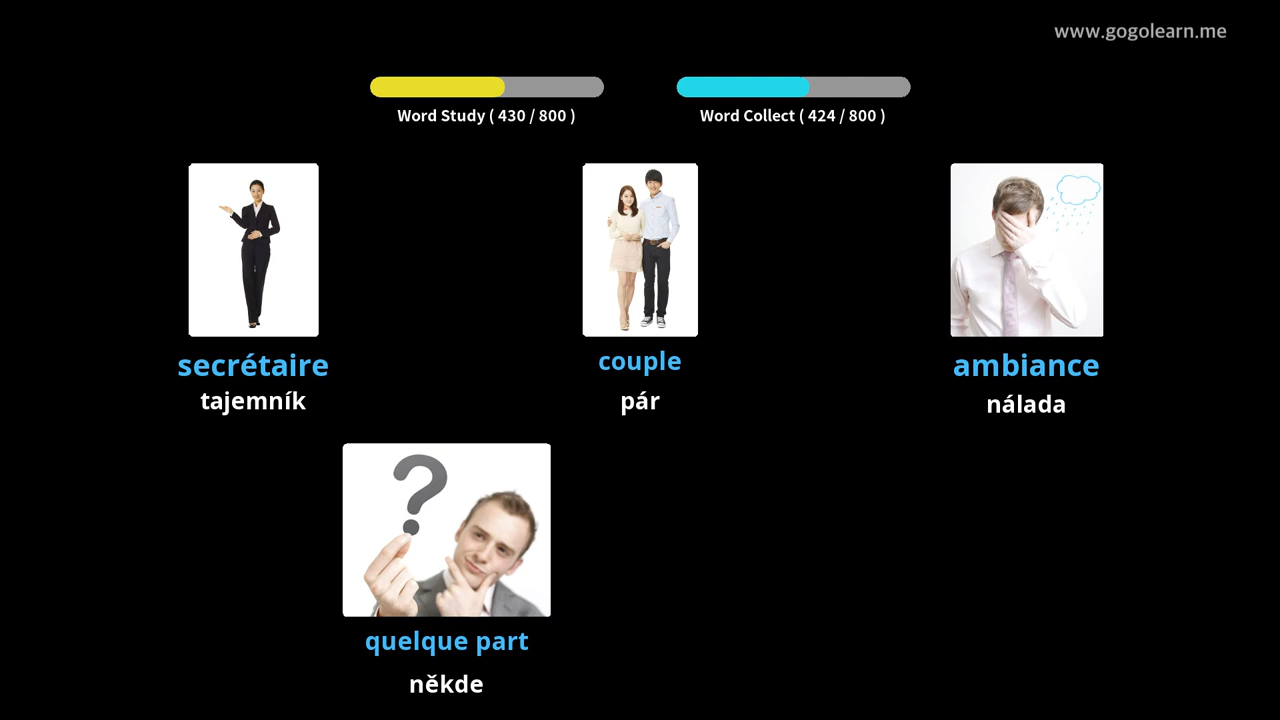 www.gogolearn.me
Word Study ( 430 / 800 )
Word Collect ( 424 / 800 )
secrétaire
tajemník
couple
pár
ambiance
nálada
?
quelque part
někde